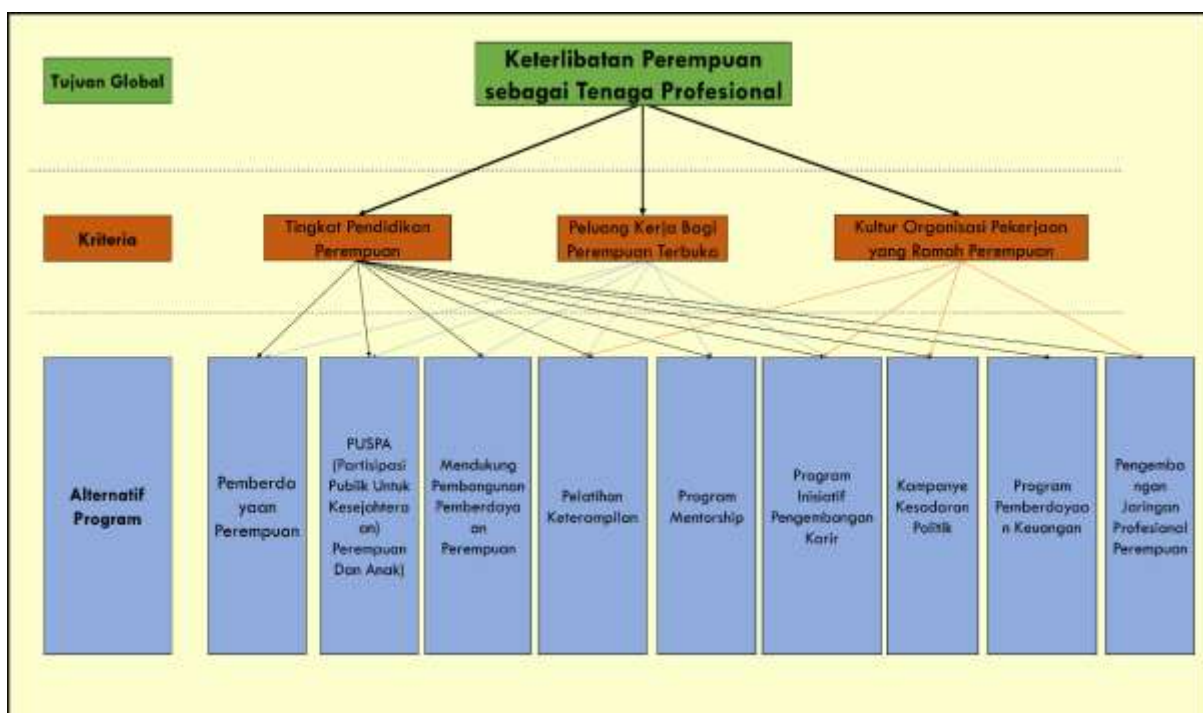 Tujuan Global
Keterlibatan Perempuan
sebagai Tenaga Profesional
Kriteria
Tingkat Pendidikan
Perempuan
Peluang Kerja Bagi
Perempuan Terbuka
Kultur Organisasi Pekerjaan
yang Ramah Perempuan
Alternatif
Program
Pemberda
yaan
Perempuan
PUSPA
(Partisipasi
Publik Untuk
Kesejahtera
an)
Perempuan
Dan Anak)
Mendukung
Pembangunan
Pemberdayaa
n
Perempuan
Pelatihan
Keterampilan
Program
Mentorship
Program
Inisiatif
Pengembangan
Karir
Kampanye
Kesadaran
Politik
Program
Pemberdayaa
n Keuangan
Pengemba
ngan
Jaringan
Profesional
Perempuan